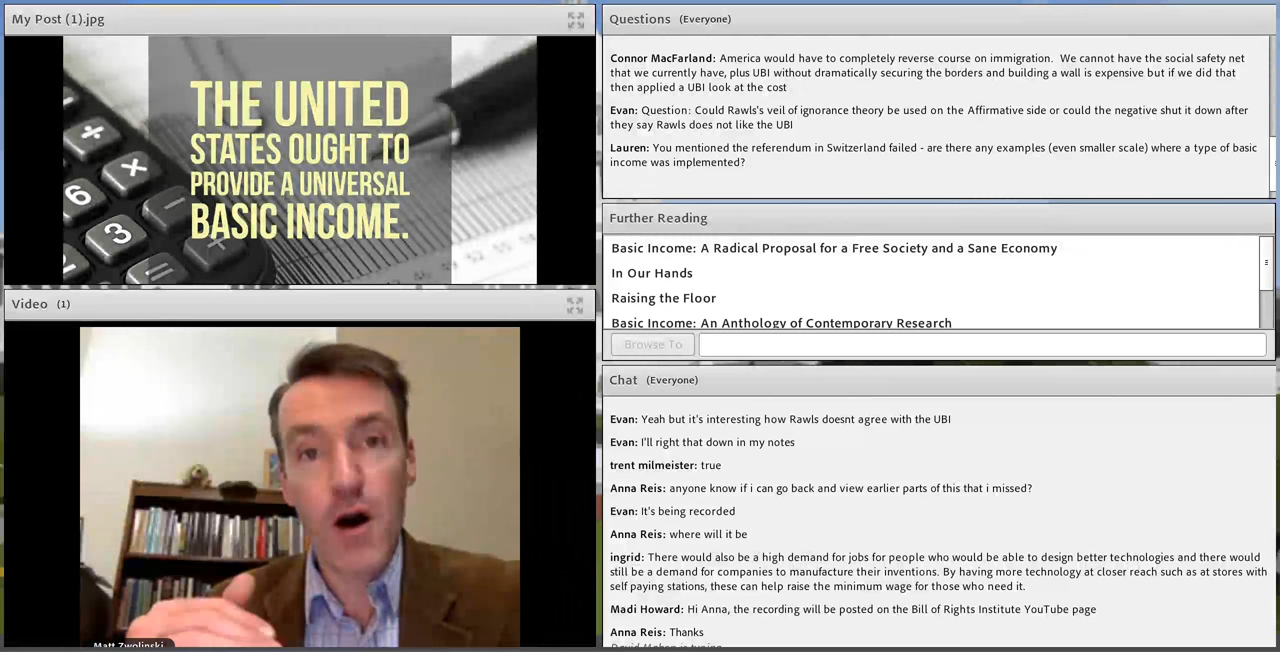 My Post (1).jpg
THE UNITED
STATES OUGHT TO
PROVIDE A UNIVERSAL
BASIC INCOME.
Video (1)
Matt Zwolinski
Questions (Everyone)
Connor MacFarland: America would have to completely reverse course on immigration.  We cannot have the social safety net
that we currently have, plus UBI without dramatically securing the borders and building a wall is expensive but if we did that
then applied a UBI look at the cost
Evan: Question: Could Rawls's veil of ignorance theory be used on the Affirmative side or could the negative shut it down after
they say Rawls does not like the UBI
Lauren: You mentioned the referendum in Switzerland failed - are there any examples (even smaller scale) where a type of basic
income was implemented?
Further Reading
Basic Income: A Radical Proposal for a Free Society and a Sane Economy
In Our Hands
Raising the Floor
Basic Income: An Anthology of Contemporary Research
Browse To
Chat (Everyone)
Evan: Yeah but it's interesting how Rawls doesnt agree with the UBI
Evan: I'll right that down in my notes
trent milmeister: true
Anna Reis: anyone know if i can go back and view earlier parts of this that i missed?
Evan: It's being recorded
Anna Reis: where will it be
ingrid: There would also be a high demand for jobs for people who would be able to design better technologies and there would
still be a demand for companies to manufacture their inventions. By having more technology at closer reach such as at stores with
self paying stations, these can help raise the minimum wage for those who need it.
Madi Howard: Hi Anna, the recording will be posted on the Bill of Rights Institute YouTube page
Anna Reis: Thanks
is typing